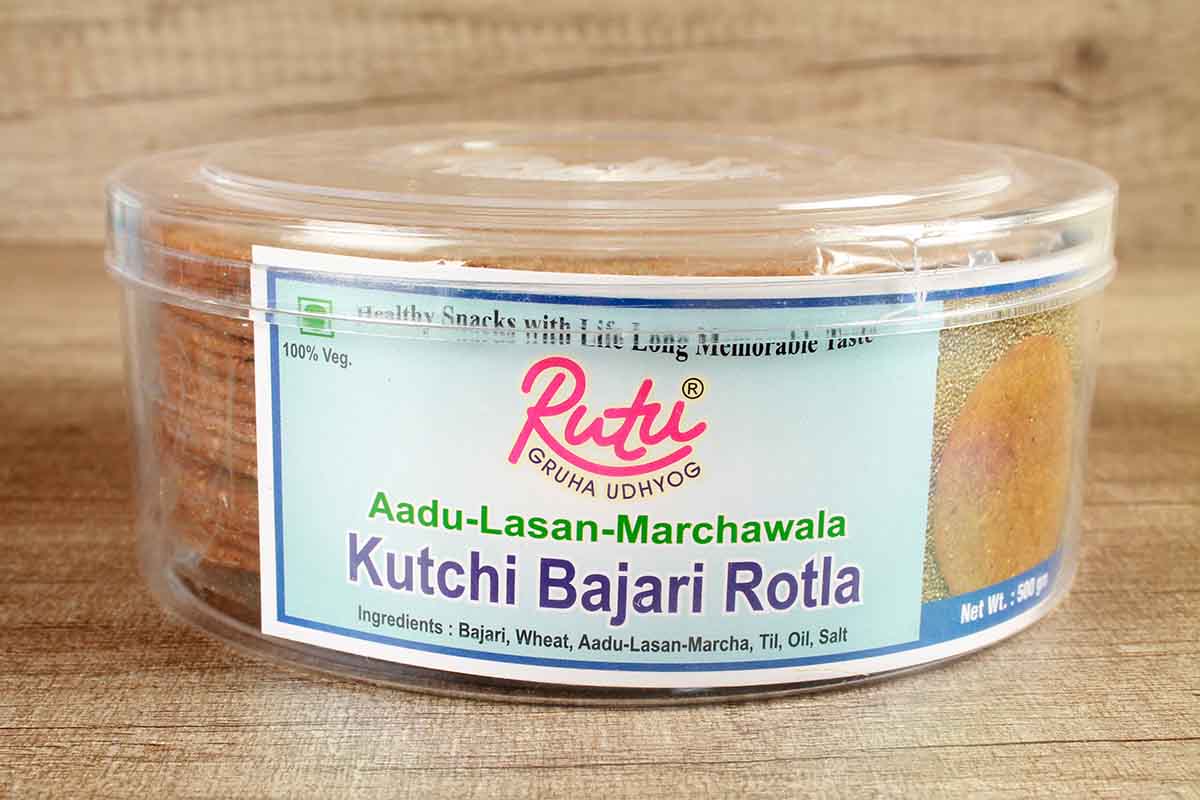 Healthy Snacks with Life Long Memorable Taste
100% Veg.
Rutu ®
GRUHA UDHYOG
Aadu-Lasan-Marchawala
Kutchi Bajari Rotla
Ingredients : Bajari, Wheat, Aadu-Lasan-Marcha, Til, Oil, Salt
Net Wt. : 500 gm